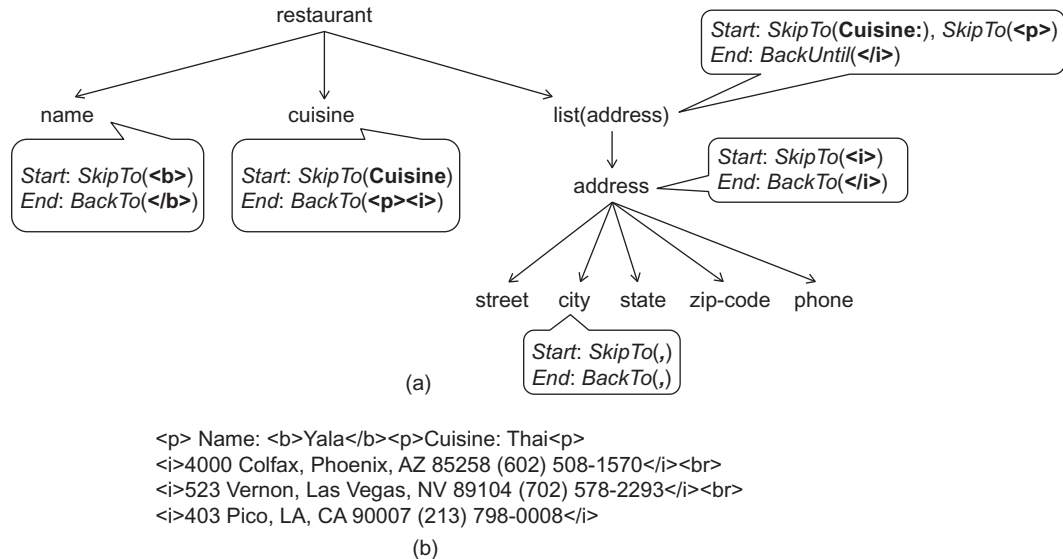 restaurant
Start: SkipTo(Cuisine:), SkipTo(<p>)
End: BackUntil(</i>)
name
cuisine
list(address)
Start: SkipTo(<b>)
End: BackTo(</b>)
Start: SkipTo(Cuisine)
End: BackTo(<p><i>)
Start: SkipTo(<i>)
End: BackTo(</i>)
address
street
city
state
zip-code
phone
Start: SkipTo(,)
End: BackTo(,)
(a)
<p> Name: <b>Yala</b><p>Cuisine: Thai<p>
<i>4000 Colfax, Phoenix, AZ 85258 (602) 508-1570</i><br>
<i>523 Vernon, Las Vegas, NV 89104 (702) 578-2293</i><br>
<i>403 Pico, LA, CA 90007 (213) 798-0008</i>
(b)